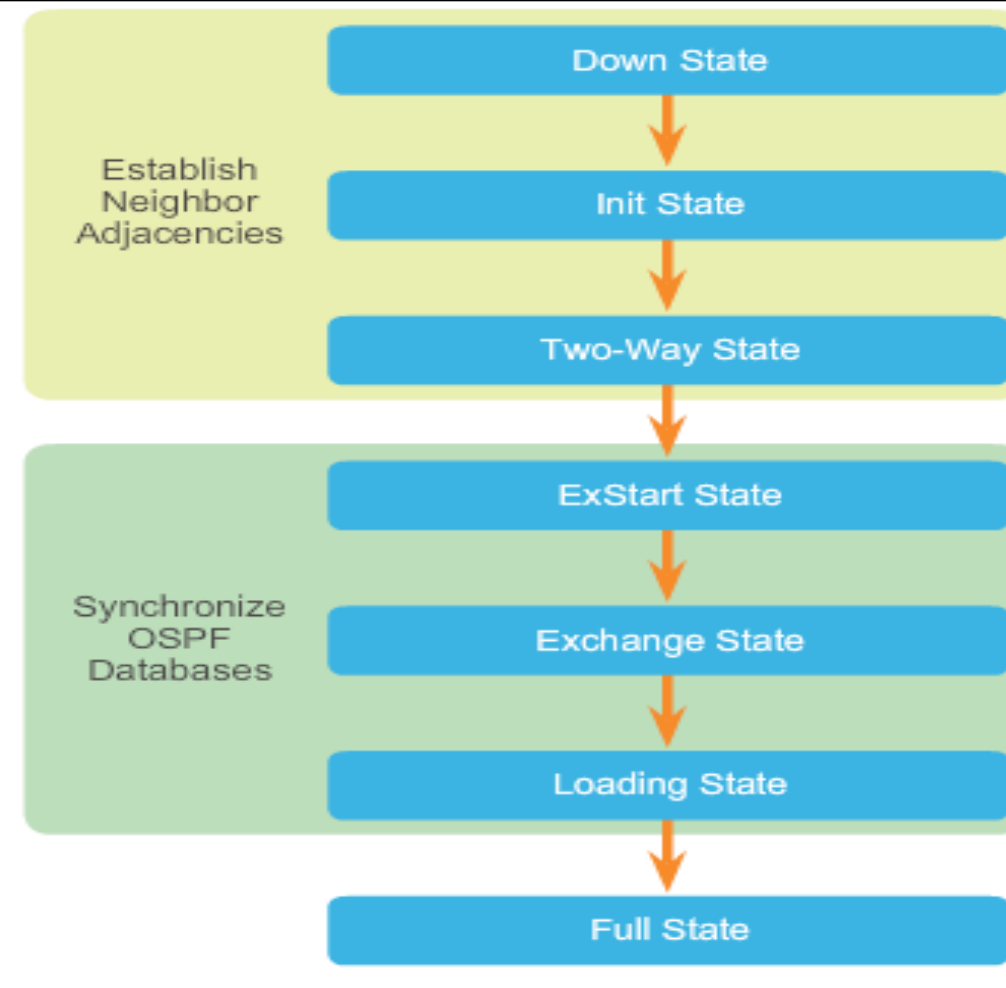 Down State
Establish
Neighbor
Adjacencies
Init State
Two-Way State
ExStart State
Synchronize
OSPF
Databases
Exchange State
Loading State
Full State